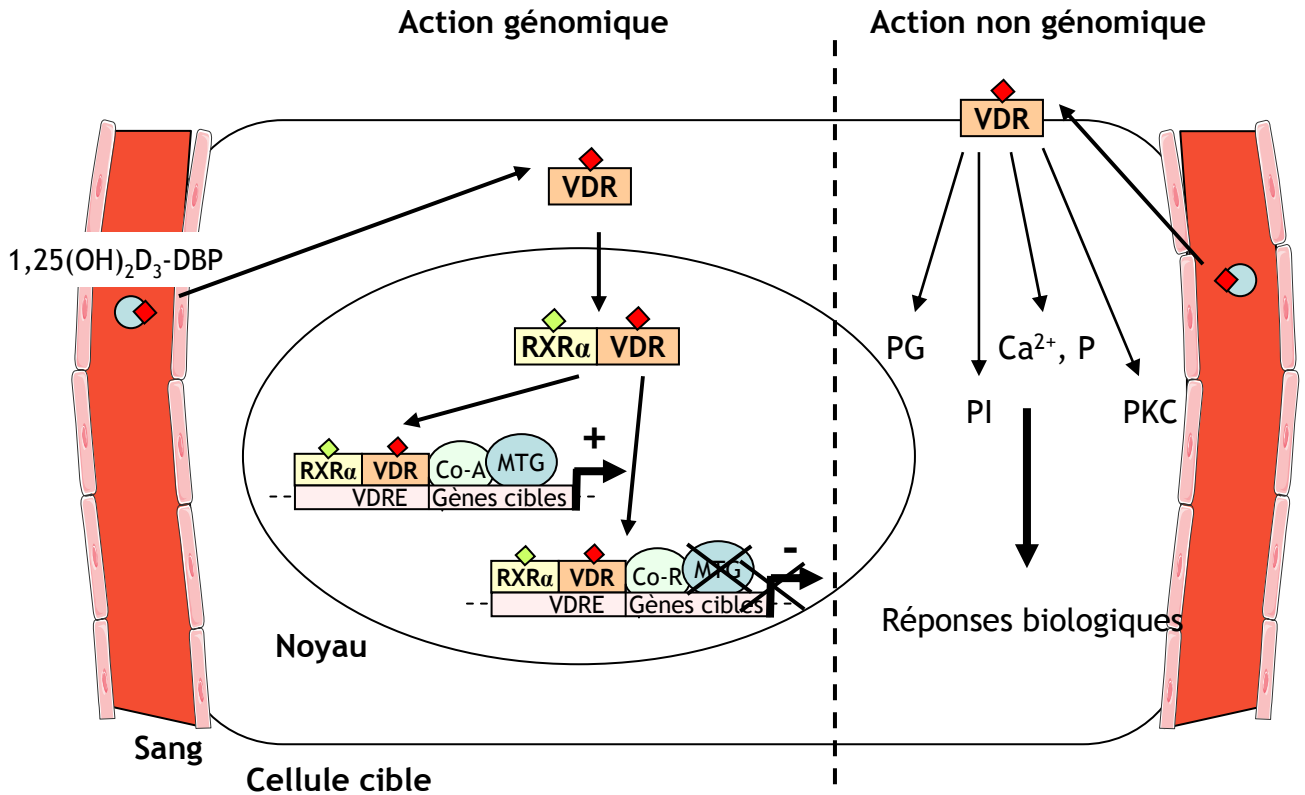 Action génomique
Action non génomique
VDR
VDR
1,25(OH)₂D₃-DBP
RXRα VDR
PG
Ca²⁺, P
PI
PKC
+
RXRα VDR Co-A MTG
VDRE Gènes cibles
-
RXRα VDR Co-R MTG
VDRE Gènes cibles
Réponses biologiques
Noyau
Sang
Cellule cible